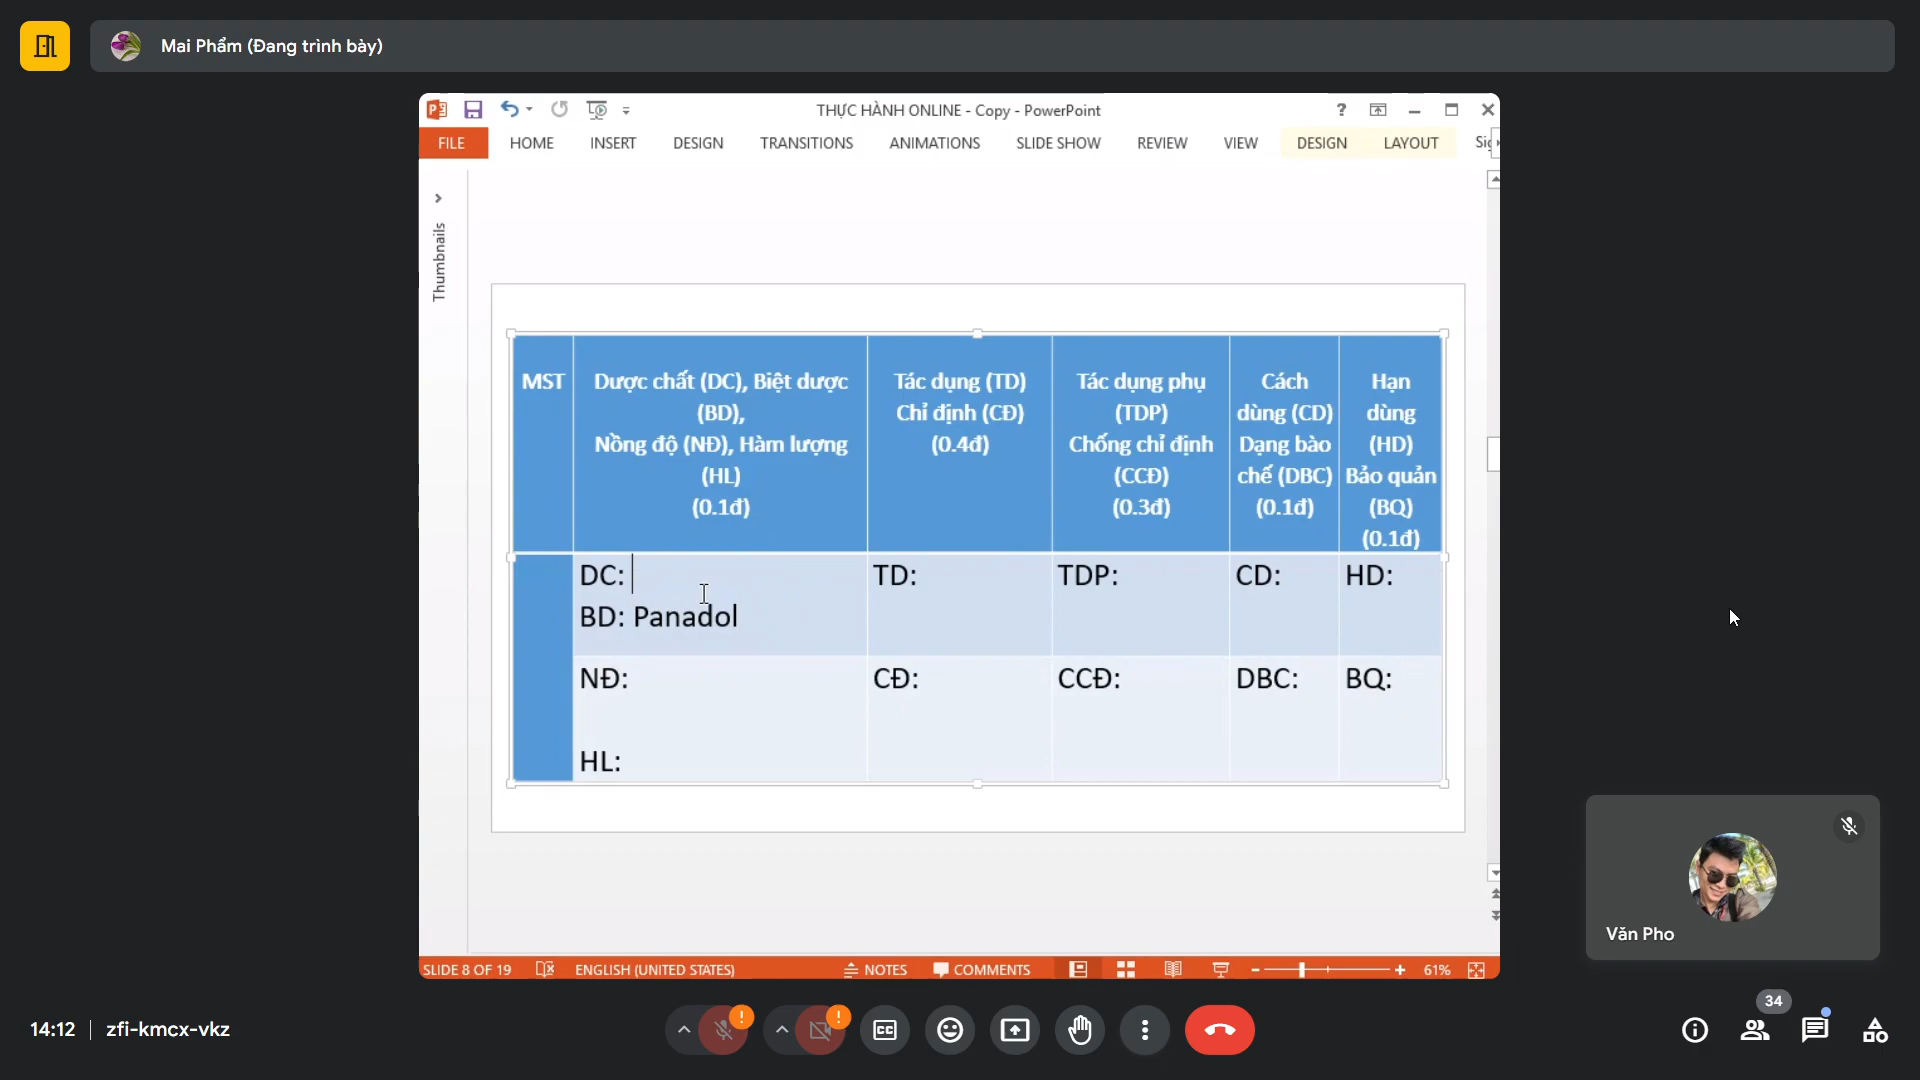 Mai Phẩm (Đang trình bày)
THỰC HÀNH ONLINE - Copy - PowerPoint
FILE HOME INSERT DESIGN TRANSITIONS ANIMATIONS SLIDE SHOW REVIEW VIEW DESIGN LAYOUT
Thumbnails
MST
Dược chất (DC), Biệt dược
(BD),
Nồng độ (NĐ), Hàm lượng
(HL)
(0.1đ)
Tác dụng (TD)
Chỉ định (CĐ)
(0.4đ)
Tác dụng phụ
(TDP)
Chống chỉ định
(CCĐ)
(0.3đ)
Cách
dùng (CD)
Dạng bào
chế (DBC)
(0.1đ)
Hạn
dùng
(HD)
Bảo quản
(BQ)
(0.1đ)
DC:
BD: Panadol
TD:
TDP:
CD:
HD:
NĐ:
HL:
CĐ:
CCĐ:
DBC:
BQ:
SLIDE 8 OF 19 ENGLISH (UNITED STATES) NOTES COMMENTS 61%
Văn Pho
14:12 zfi-kmcx-vkz
34